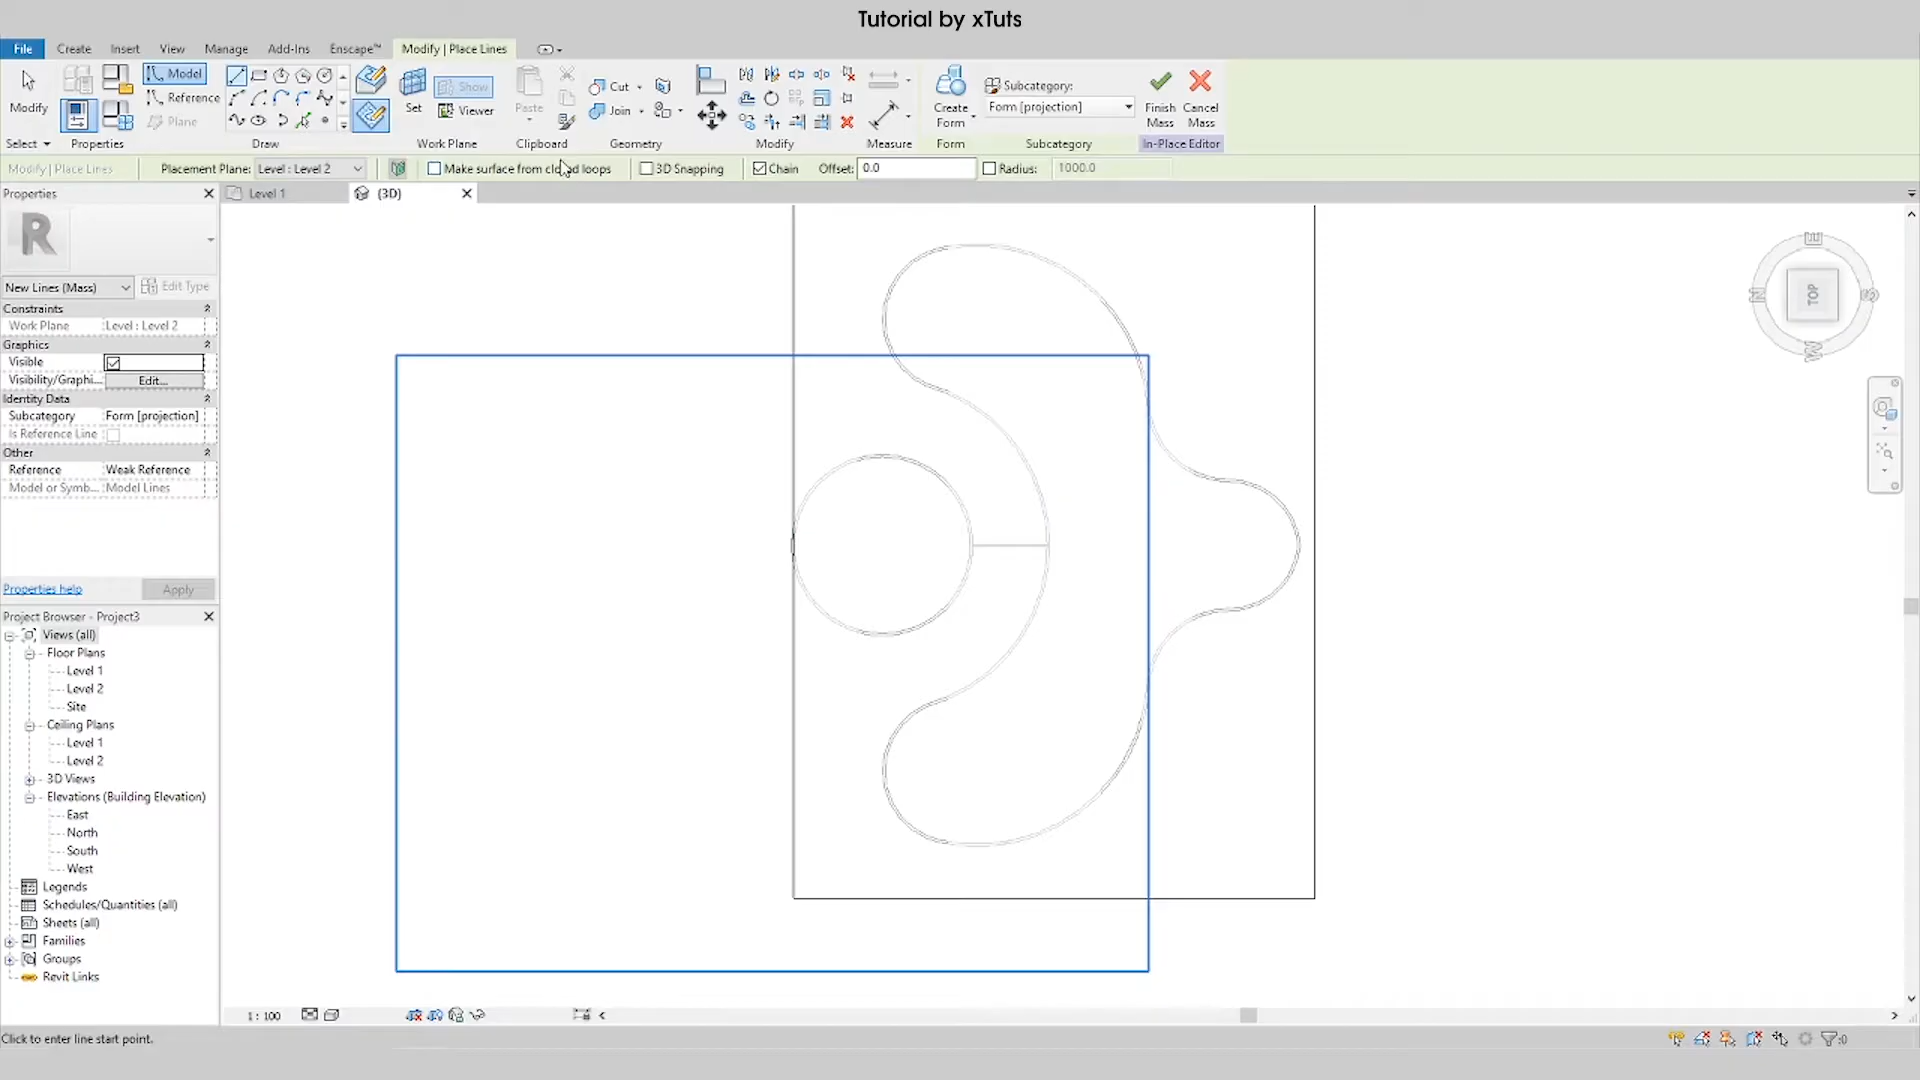 Tutorial by xTuts
File Create Insert View Manage Add-Ins Enscape™ Modify | Place Lines
Modify
Model
Reference
Plane
Set
Show
Viewer
Paste
Cut
Join
Create Form
Subcategory:
Form [projection]
Finish Mass
Cancel Mass
Select Properties Draw Work Plane Clipboard Geometry Modify Measure Form Subcategory In-Place Editor
Modify | Place Lines Placement Plane: Level : Level 2 Make surface from closed loops 3D Snapping Chain Offset: 0.0 Radius: 1000.0
Properties
Level 1 (3D)
R
New Lines (Mass) Edit Type
Constraints
Work Plane Level : Level 2
Graphics
Visible
Visibility/Graphi... Edit...
Identity Data
Subcategory Form [projection]
Is Reference Line
Other
Reference Weak Reference
Model or Symb... Model Lines
Properties help Apply
Project Browser - Project3
Views (all)
Floor Plans
Level 1
Level 2
Site
Ceiling Plans
Level 1
Level 2
3D Views
Elevations (Building Elevation)
East
North
South
West
Legends
Schedules/Quantities (all)
Sheets (all)
Families
Groups
Revit Links
E
N TOP S
W
1 : 100
Click to enter line start point.
:0